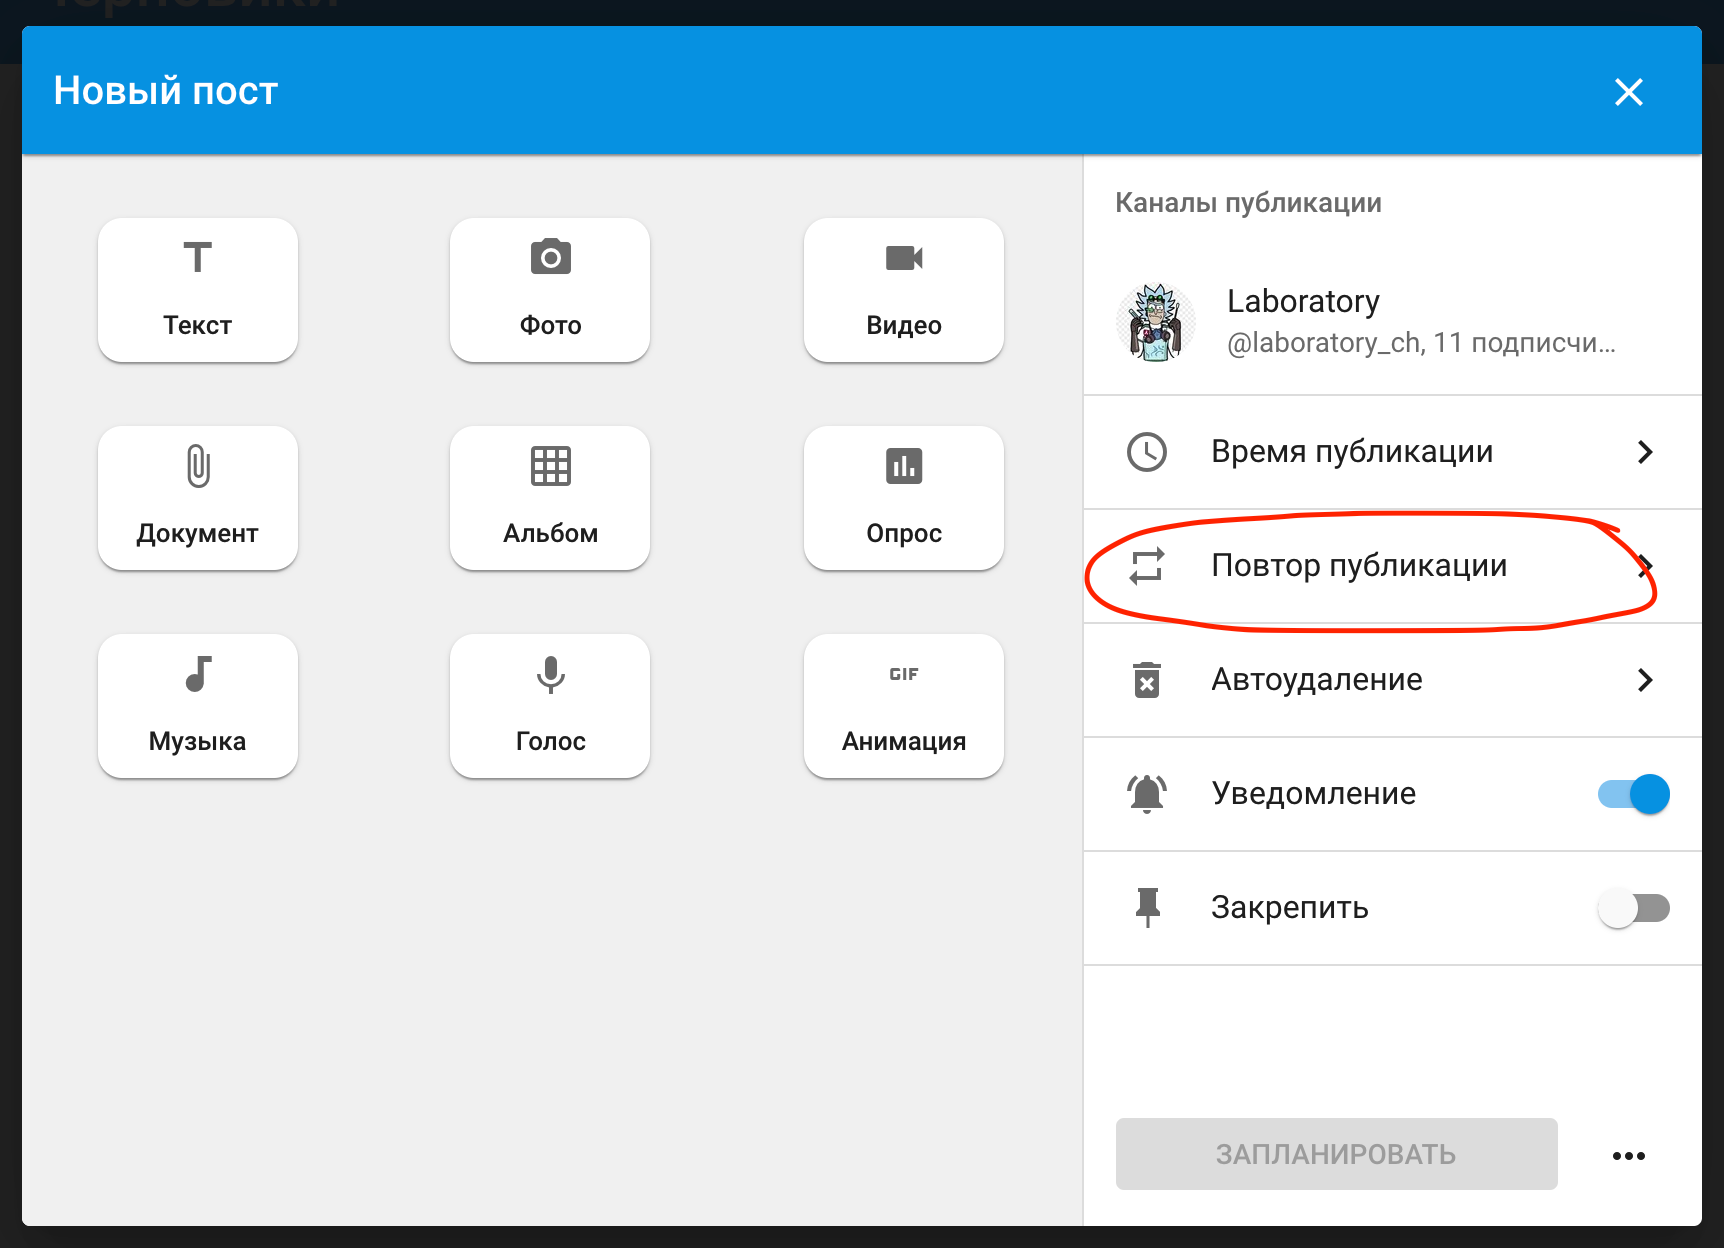 Новый пост
Текст
Фото
Видео
Документ
Альбом
Опрос
Музыка
Голос
GIF
Анимация
Каналы публикации
Laboratory
@laboratory_ch, 11 подписчи...
Время публикации
Повтор публикации
Автоудаление
Уведомление
Закрепить
ЗАПЛАНИРОВАТЬ